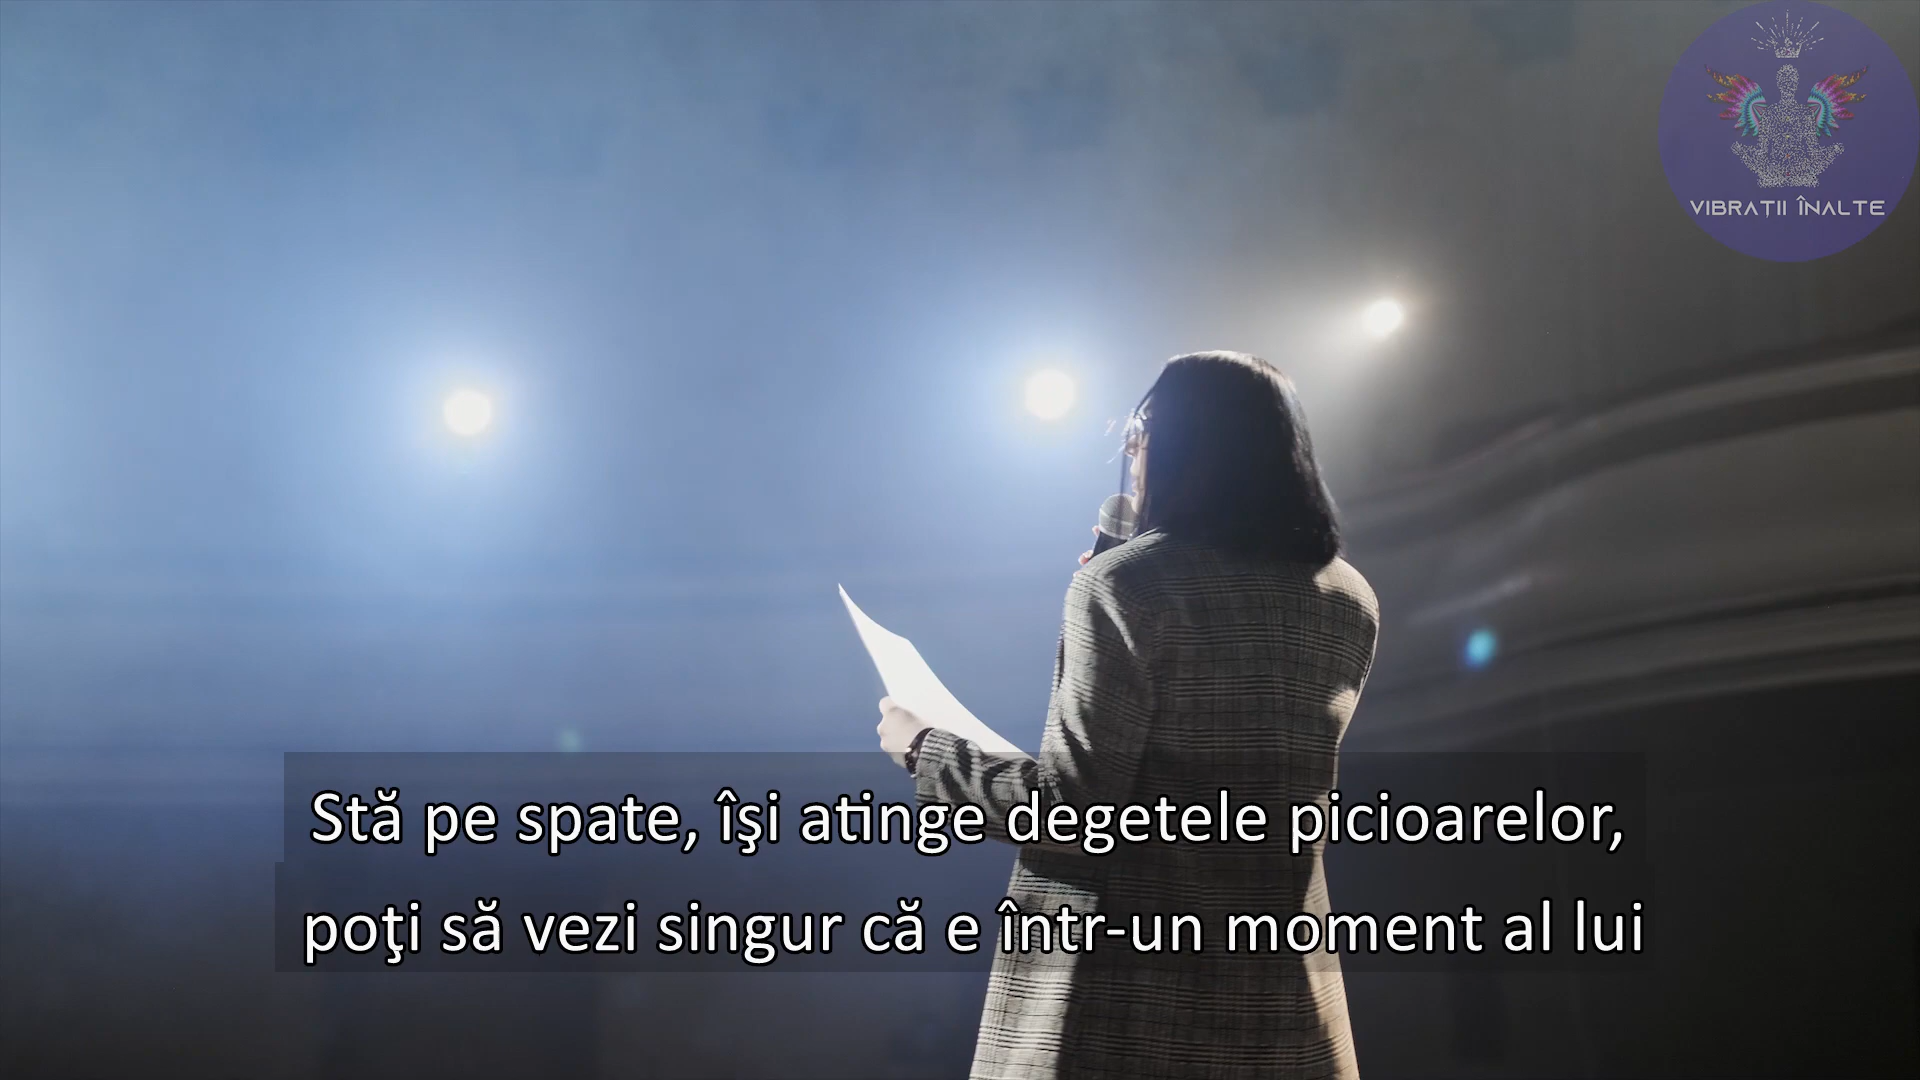 VIBRAȚII ÎNALTE
Stă pe spate, îşi atinge degetele picioarelor,
poţi să vezi singur că e într-un moment al lui